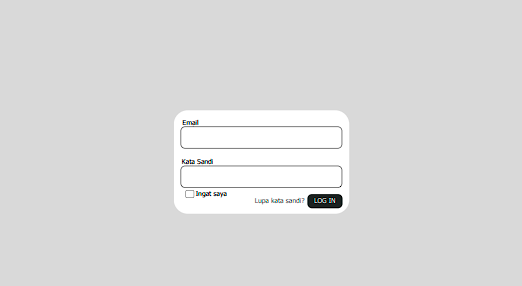 Email
Kata Sandi
Ingat saya
Lupa kata sandi? LOG IN